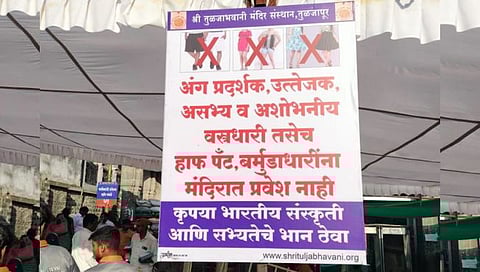 श्री तुळजाभवानी मंदिर संस्थान,तुळजापूर
अंग प्रदर्शक,उत्तेजक,
असभ्य व अशोभनीय
वस्त्रधारी तसेच
हाफ पँट,बर्मुडाधारींना
मंदिरात प्रवेश नाही
कृपया भारतीय संस्कृती
आणि सभ्यतेचे भान ठेवा
www.shrituljabhavani.org